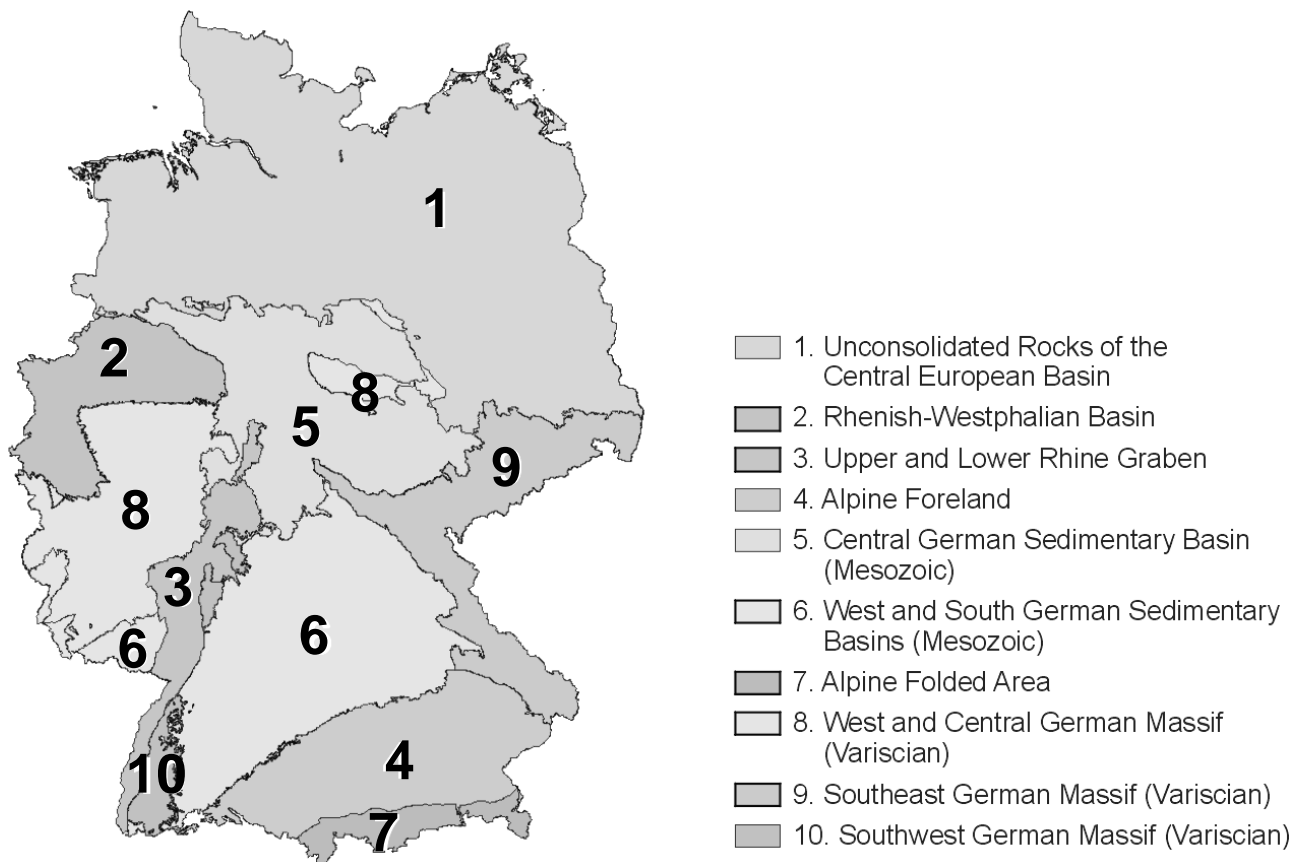 1
2
8
5
9
8
3
6
6
4
10
7
1. Unconsolidated Rocks of the
Central European Basin
2. Rhenish-Westphalian Basin
3. Upper and Lower Rhine Graben
4. Alpine Foreland
5. Central German Sedimentary Basin
(Mesozoic)
6. West and South German Sedimentary
Basins (Mesozoic)
7. Alpine Folded Area
8. West and Central German Massif
(Variscian)
9. Southeast German Massif (Variscian)
10. Southwest German Massif (Variscian)